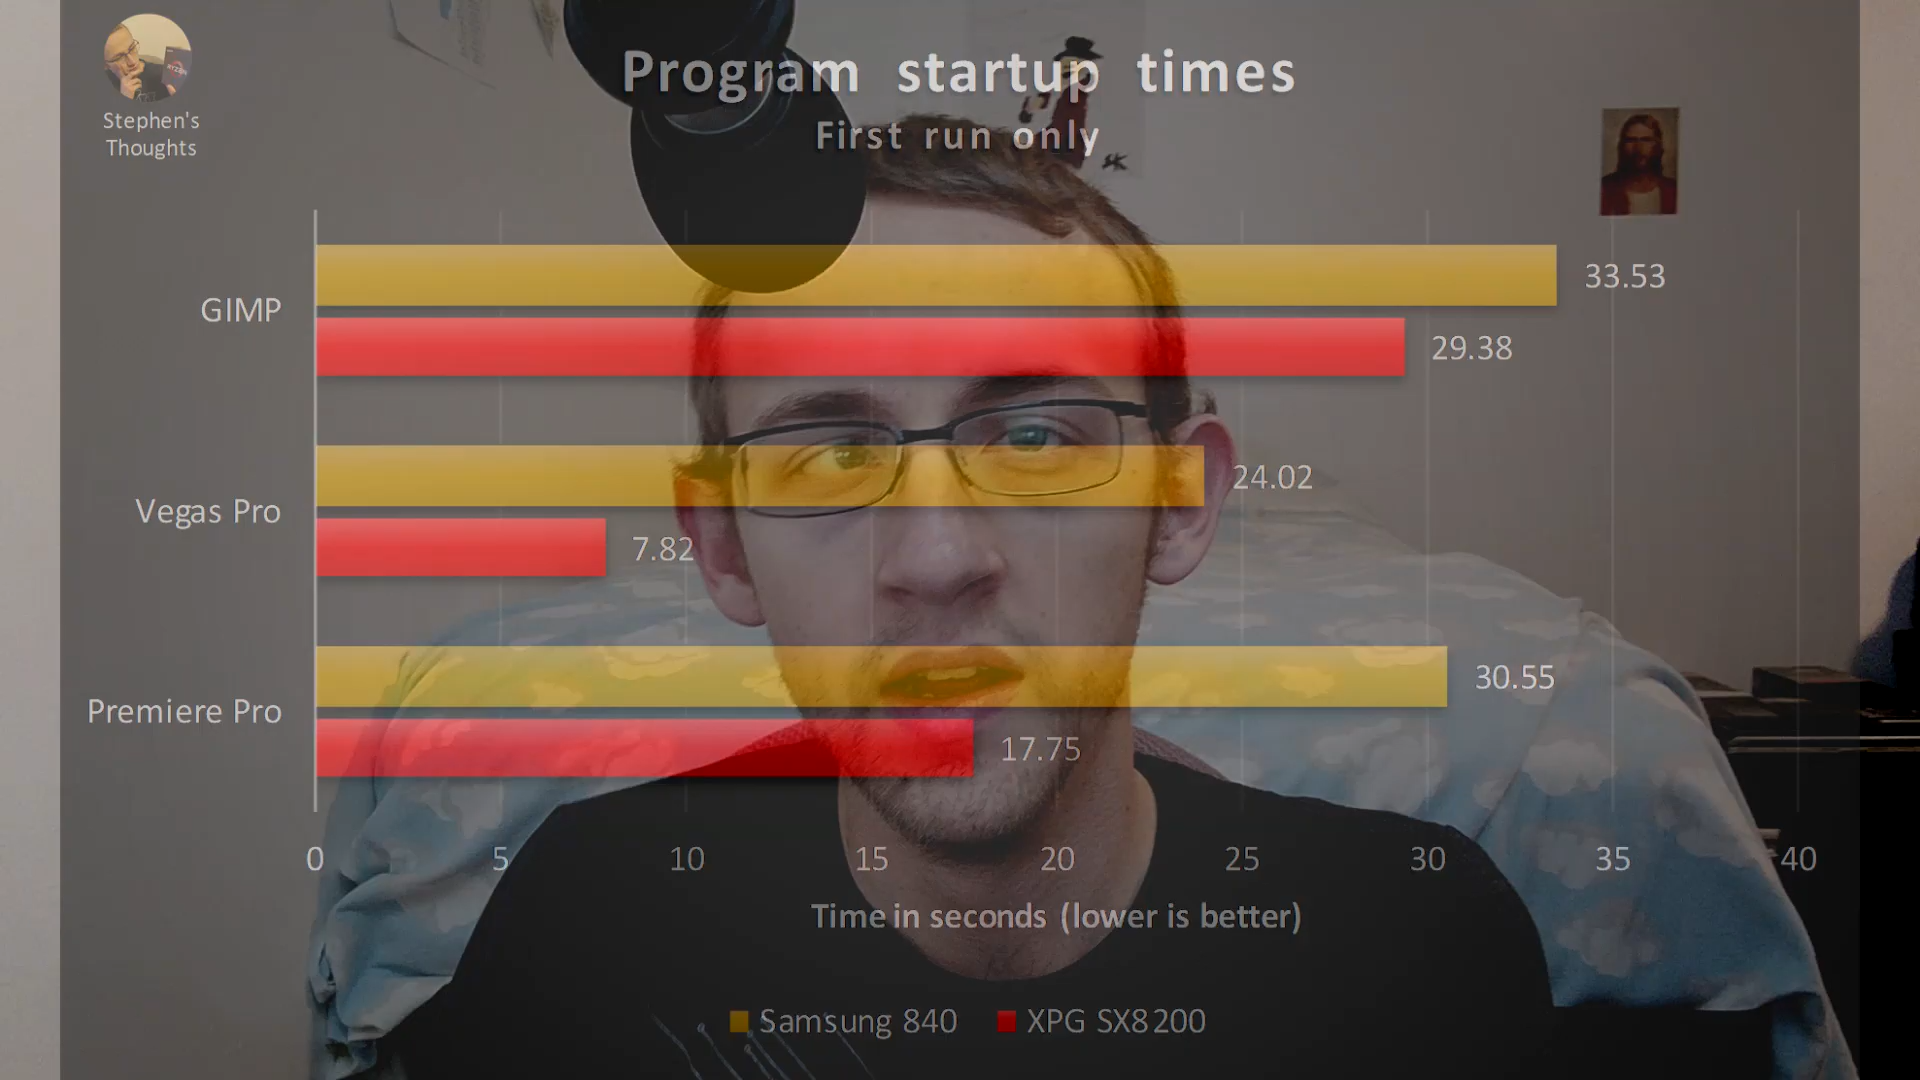 Stephen's
Thoughts
Program startup times
First run only
GIMP
33.53
29.38
Vegas Pro
24.02
7.82
Premiere Pro
30.55
17.75
0 5 10 15 20 25 30 35 40
Time in seconds (lower is better)
Samsung 840 XPG SX8200